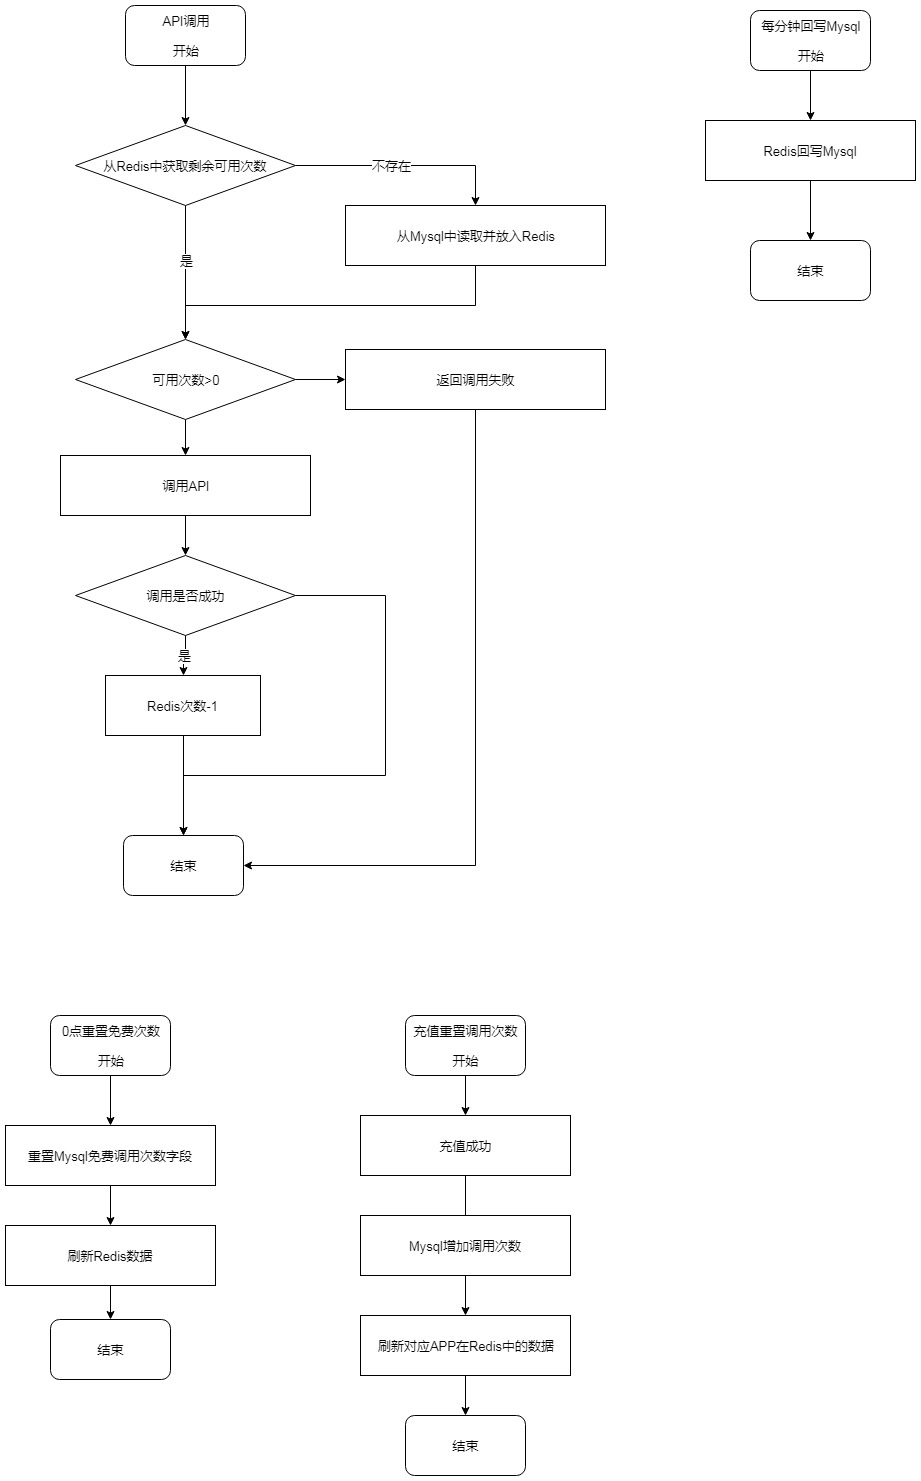 API调用
开始
从Redis中获取剩余可用次数
不存在
从Mysql中读取并放入Redis
是
可用次数>0
返回调用失败
调用API
调用是否成功
是
Redis次数-1
结束
每分钟回写Mysql
开始
Redis回写Mysql
结束
0点重置免费次数
开始
重置Mysql免费调用次数字段
刷新Redis数据
结束
充值重置调用次数
开始
充值成功
Mysql增加调用次数
刷新对应APP在Redis中的数据
结束